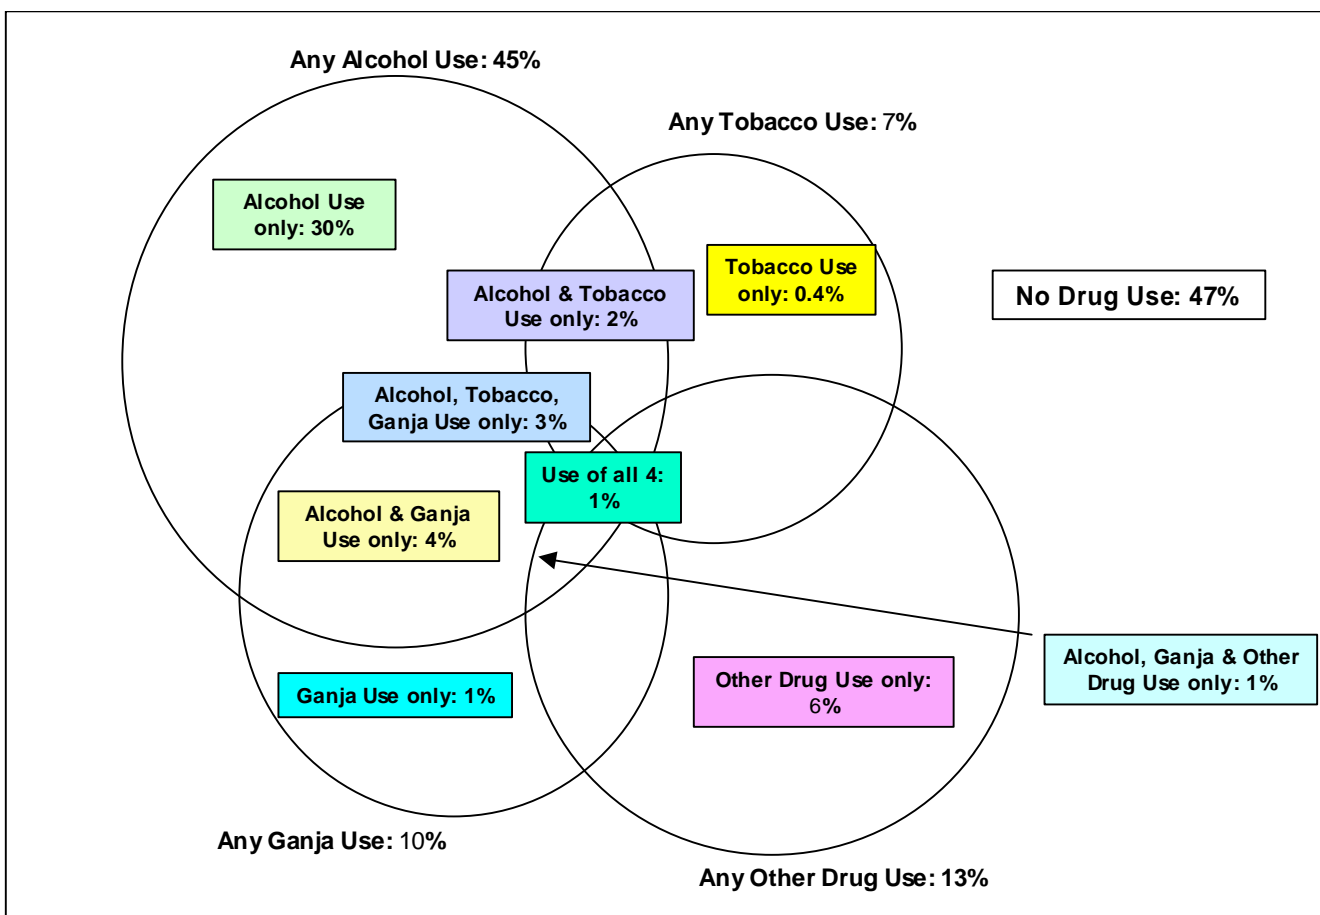 Any Alcohol Use: 45%
Any Tobacco Use: 7%
Alcohol Use
only: 30%
Tobacco Use
only: 0.4%
Alcohol & Tobacco
Use only: 2%
No Drug Use: 47%
Alcohol, Tobacco,
Ganja Use only: 3%
Use of all 4:
1%
Alcohol & Ganja
Use only: 4%
Alcohol, Ganja & Other
Drug Use only: 1%
Ganja Use only: 1%
Other Drug Use only:
6%
Any Ganja Use: 10%
Any Other Drug Use: 13%